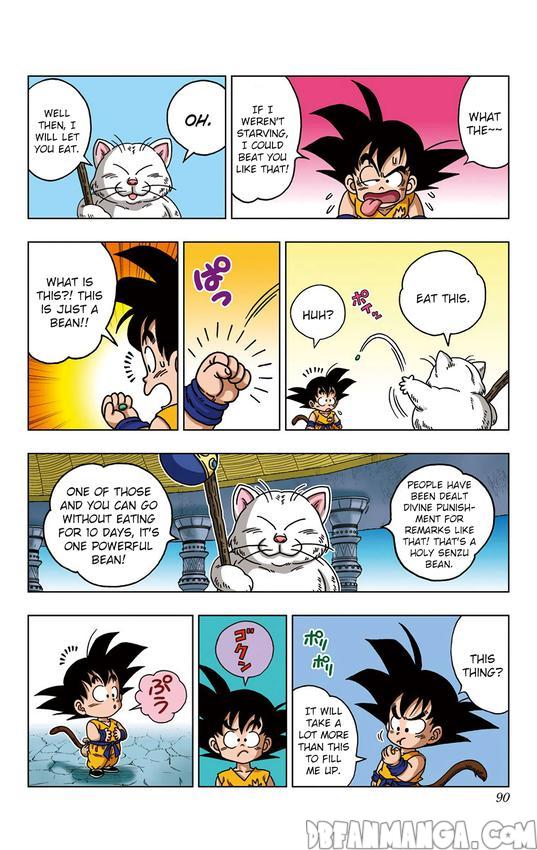 WHAT
THE~~
IF I
WEREN'T
STARVING,
I COULD
BEAT YOU
LIKE THAT!
OH.
WELL
THEN, I
WILL LET
YOU EAT.
EAT THIS.
ポイ〜
HUH?
ぱっ
WHAT IS
THIS?! THIS
IS JUST A
BEAN!!
PEOPLE HAVE
BEEN DEALT
DIVINE PUNISH-
MENT FOR
REMARKS LIKE
THAT! THAT'S A
HOLY SENZU
BEAN.
ONE OF THOSE
AND YOU CAN GO
WITHOUT EATING
FOR 10 DAYS, IT'S
ONE POWERFUL
BEAN!
THIS
THING?
ポリ
ポリ
IT WILL
TAKE A
LOT MORE
THAN THIS TO
FILL ME UP.
ゴクン
ぷう
90
DBFANMANGA.COM